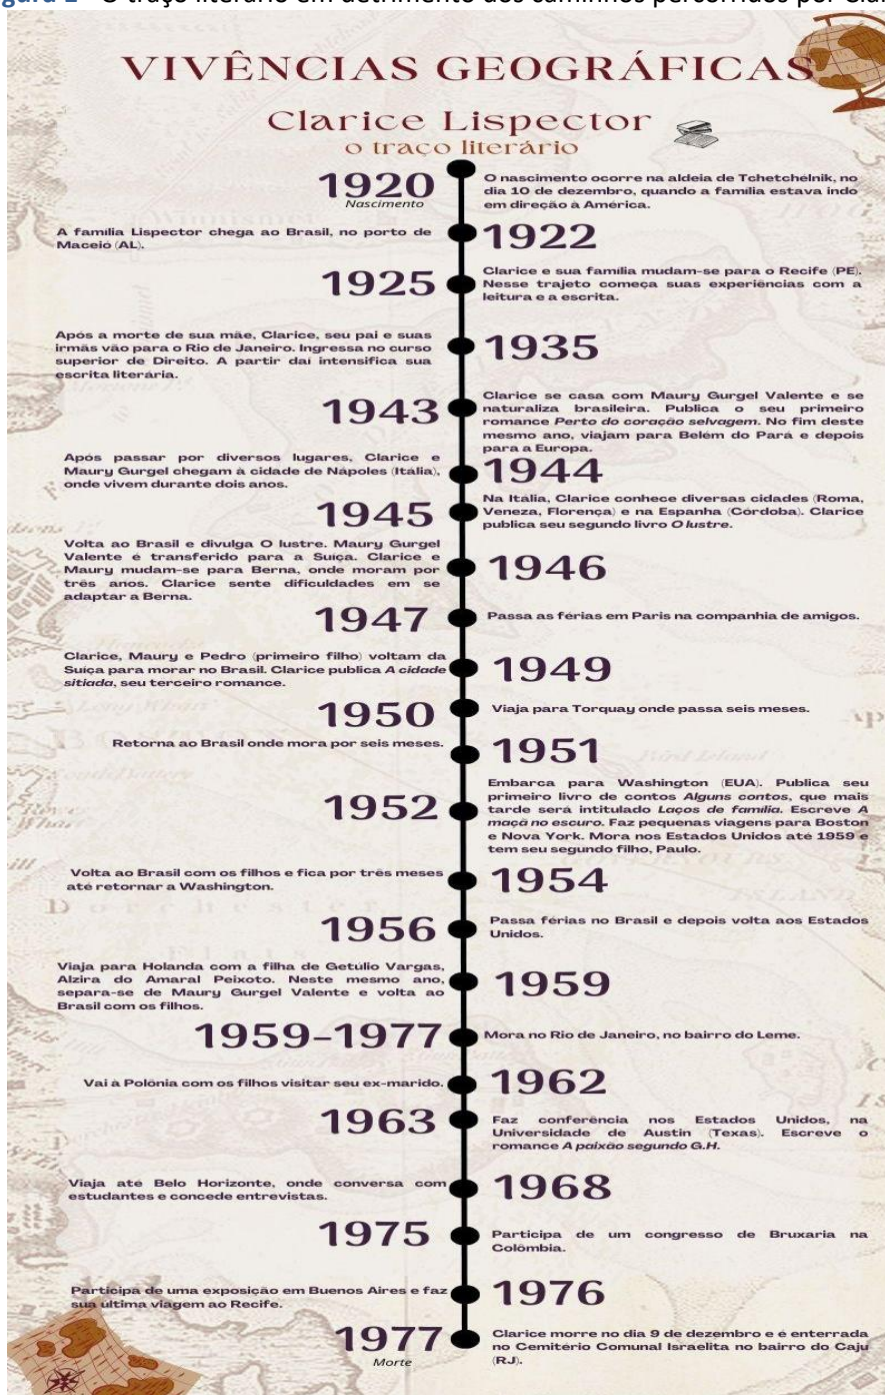 gura 1 - O traço literário em detrimento dos caminhos percorridos por Clar
VIVÊNCIAS GEOGRÁFICAS
Clarice Lispector
o traço literário
1920
Nascimento
O nascimento ocorre na aldeia de Tchetchelnik, no
dia 10 de dezembro, quando a família estava indo
em direção à América.
A família Lispector chega ao Brasil, no porto de
Maceió (AL).
1922
1925
Clarice e sua família mudam-se para o Recife (PE).
Nesse trajeto começa suas experiências com a
leitura e a escrita.
Após a morte de sua mãe, Clarice, seu pai e suas
irmãs vão para o Rio de Janeiro. Ingressa no curso
superior de Direito. A partir daí intensifica sua
escrita literária.
1935
1943
Clarice se casa com Maury Gurgel Valente e se
naturaliza brasileira. Publica o seu primeiro
romance Perto do coração selvagem. No fim deste
mesmo ano, viajam para Belém do Pará e depois
para a Europa.
Após passar por diversos lugares, Clarice e
Maury Gurgel chegam à cidade de Nápoles (Itália),
onde vivem durante dois anos.
1944
1945
Na Itália, Clarice conhece diversas cidades (Roma,
Veneza, Florença) e na Espanha (Córdoba). Clarice
publica seu segundo livro O lustre.
Volta ao Brasil e divulga O lustre. Maury Gurgel
Valente é transferido para a Suíça. Clarice e
Maury mudam-se para Berna, onde moram por
três anos. Clarice sente dificuldades em se
adaptar a Berna.
1946
1947
Passa as férias em Paris na companhia de amigos.
Clarice, Maury e Pedro (primeiro filho) voltam da
Suíça para morar no Brasil. Clarice publica A cidade
sitiada, seu terceiro romance.
1949
1950
Viaja para Torquay onde passa seis meses.
Retorna ao Brasil onde mora por seis meses.
1951
1952
Embarca para Washington (EUA). Publica seu
primeiro livro de contos Alguns contos, que mais
tarde será intitulado Laços de família. Escreve A
maçã no escuro. Faz pequenas viagens para Boston
e Nova York. Mora nos Estados Unidos até 1959 e
tem seu segundo filho, Paulo.
Volta ao Brasil com os filhos e fica por três meses
até retornar a Washington.
1954
1956
Passa férias no Brasil e depois volta aos Estados
Unidos.
Viaja para Holanda com a filha de Getúlio Vargas,
Alzira do Amaral Peixoto. Neste mesmo ano,
separa-se de Maury Gurgel Valente e volta ao
Brasil com os filhos.
1959
1959-1977
Mora no Rio de Janeiro, no bairro do Leme.
Vai à Polônia com os filhos visitar seu ex-marido.
1962
1963
Faz conferência nos Estados Unidos, na
Universidade de Austin (Texas). Escreve o
romance A paixão segundo G.H.
Viaja até Belo Horizonte, onde conversa com
estudantes e concede entrevistas.
1968
1975
Participa de um congresso de Bruxaria na
Colômbia.
Participa de uma exposição em Buenos Aires e faz
sua última viagem ao Recife.
1976
1977
Morte
Clarice morre no dia 9 de dezembro e é enterrada
no Cemitério Comunal Israelita no bairro do Caju
(RJ).